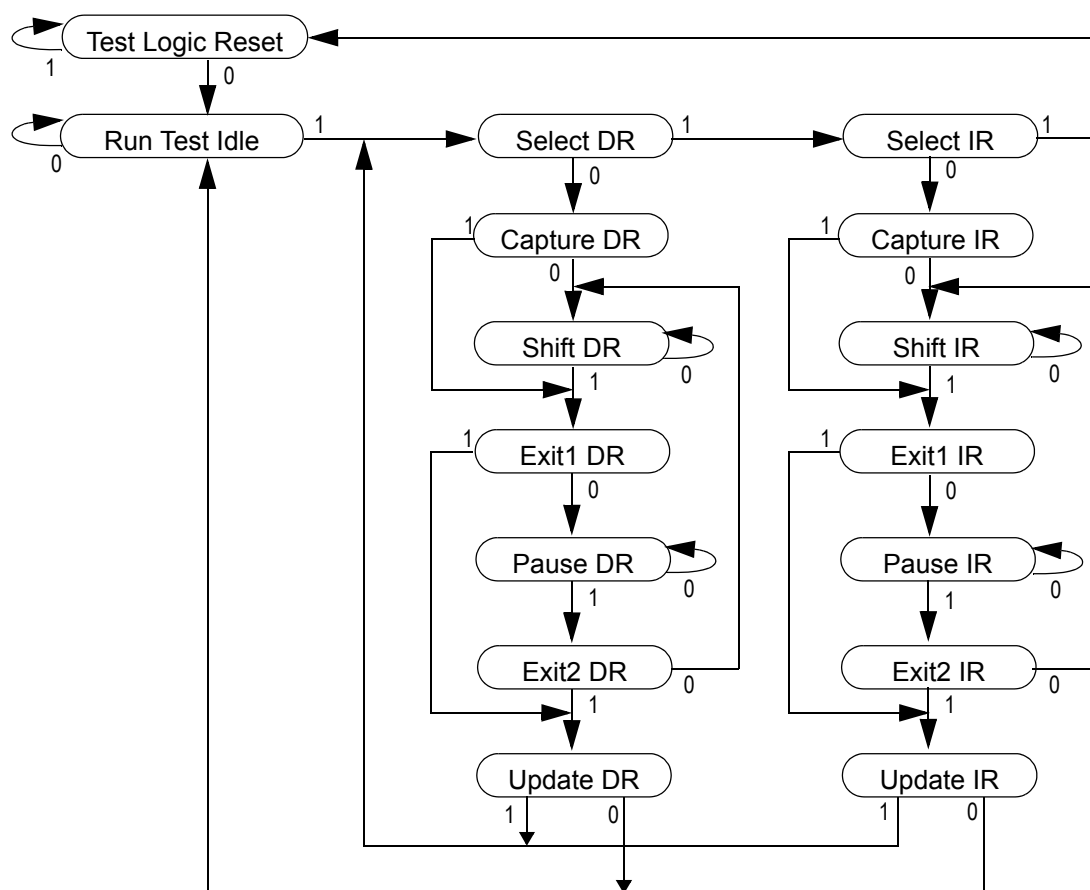 Test Logic Reset
1
0
Run Test Idle
1
0
Select DR
1
0
Select IR
1
0
1
Capture DR
0
1
Capture IR
0
Shift DR
0
1
Shift IR
0
1
1
Exit1 DR
0
1
Exit1 IR
0
Pause DR
0
1
Pause IR
0
1
Exit2 DR
0
1
Exit2 IR
0
1
Update DR
1
0
Update IR
1
0